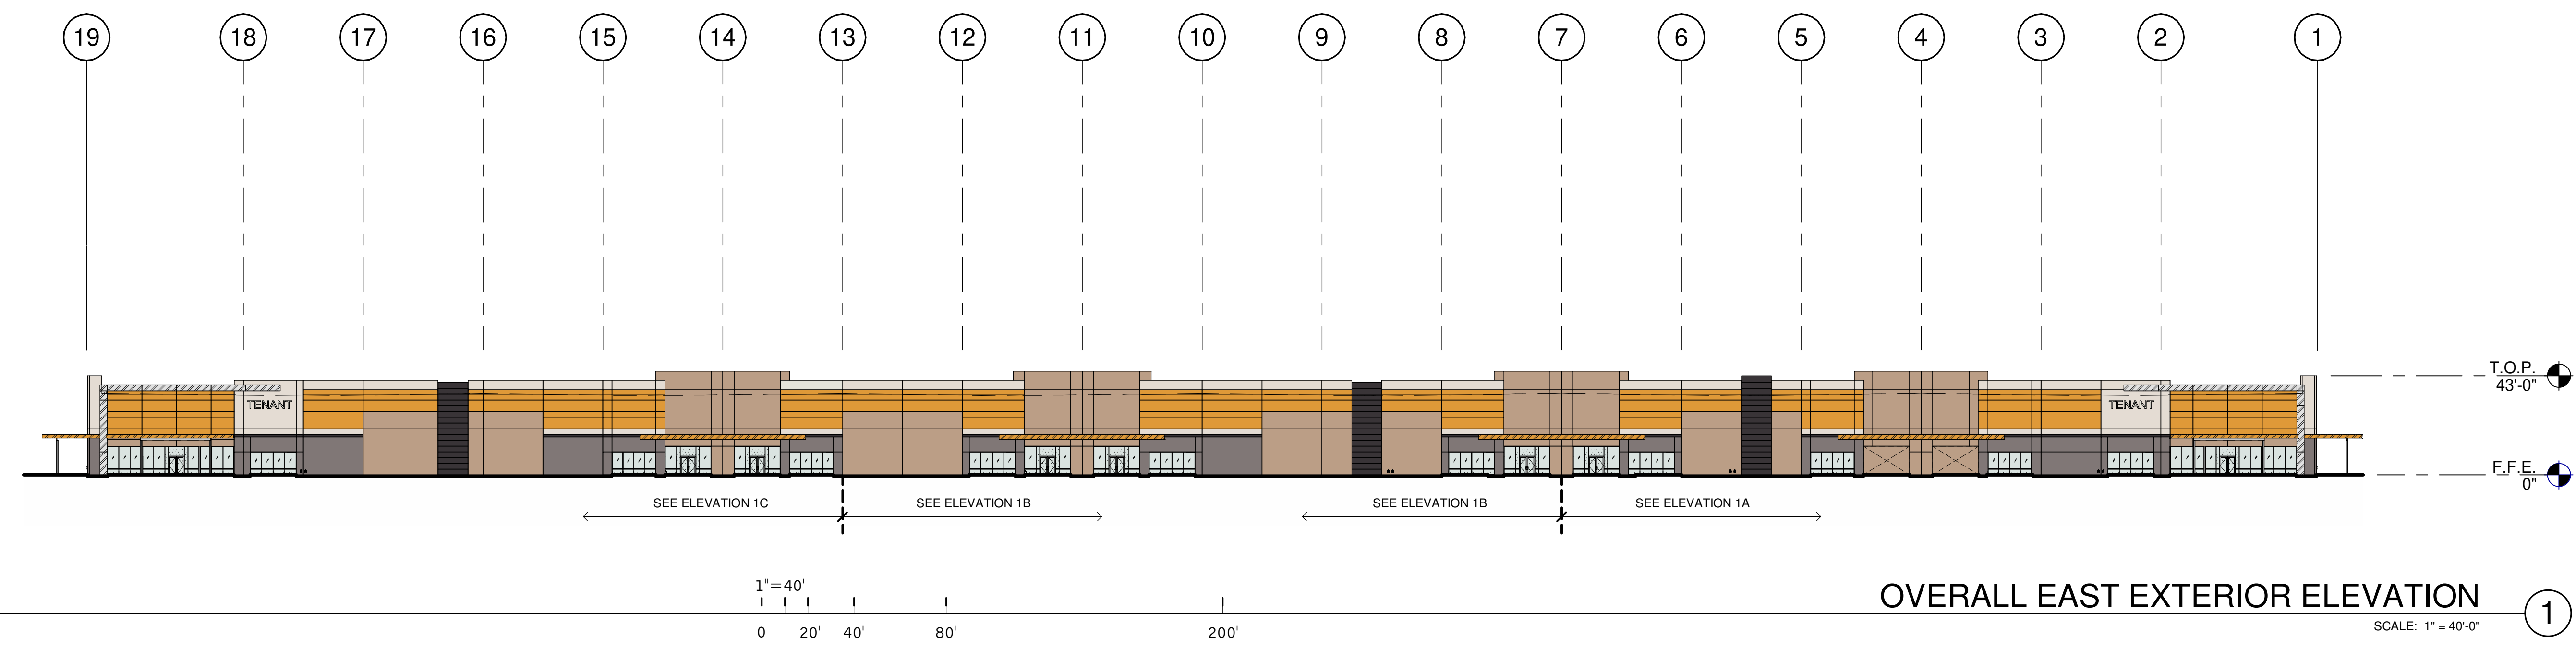 19 18 17 16 15 14 13 12 11 10 9 8 7 6 5 4 3 2 1
T.O.P.
43'-0"
TENANT TENANT
F.F.E.
0"
SEE ELEVATION 1C SEE ELEVATION 1B SEE ELEVATION 1B SEE ELEVATION 1A
1"=40'
OVERALL EAST EXTERIOR ELEVATION 1
0 20' 40' 80' 200'
SCALE: 1" = 40'-0"